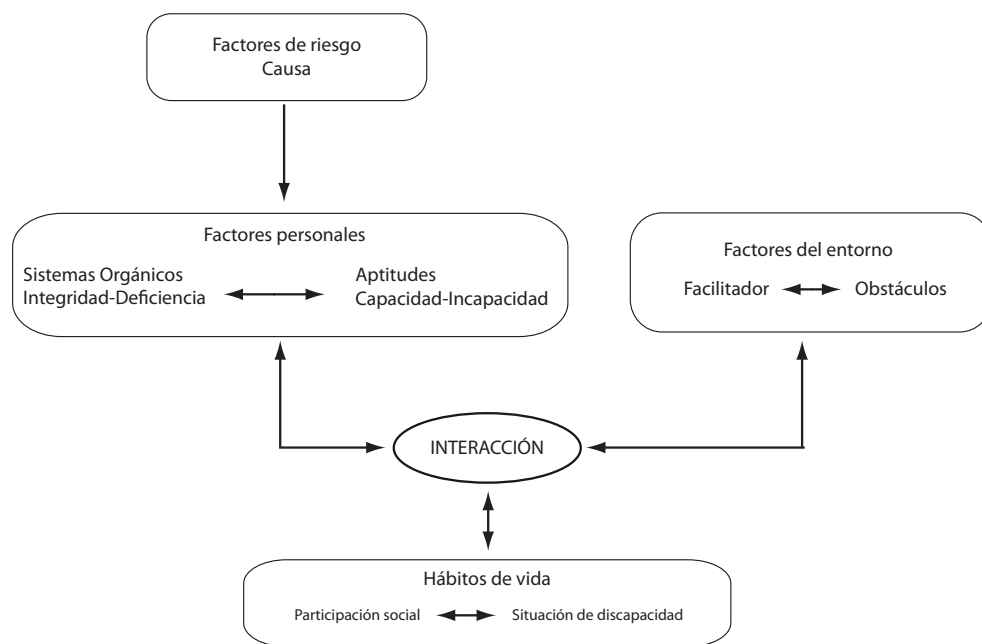 Factores de riesgo
Causa
Factores personales
Sistemas Orgánicos
Integridad-Deficiencia
Aptitudes
Capacidad-Incapacidad
Factores del entorno
Facilitador
Obstáculos
INTERACCIÓN
Hábitos de vida
Participación social
Situación de discapacidad